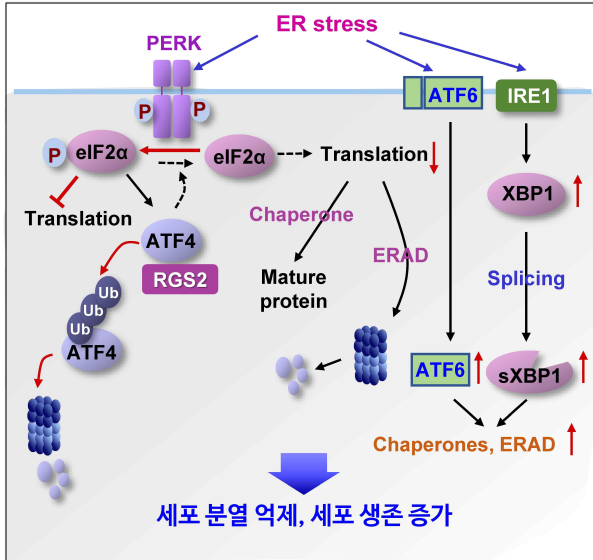 ER stress
PERK
ATF6
IRE1
P
P
P
eIF2α
eIF2α
Translation
XBP1
Translation
Chaperone
ATF4
RGS2
ERAD
Mature
protein
Splicing
Ub
Ub
Ub
ATF4
ATF6
sXBP1
Chaperones, ERAD
세포 분열 억제, 세포 생존 증가